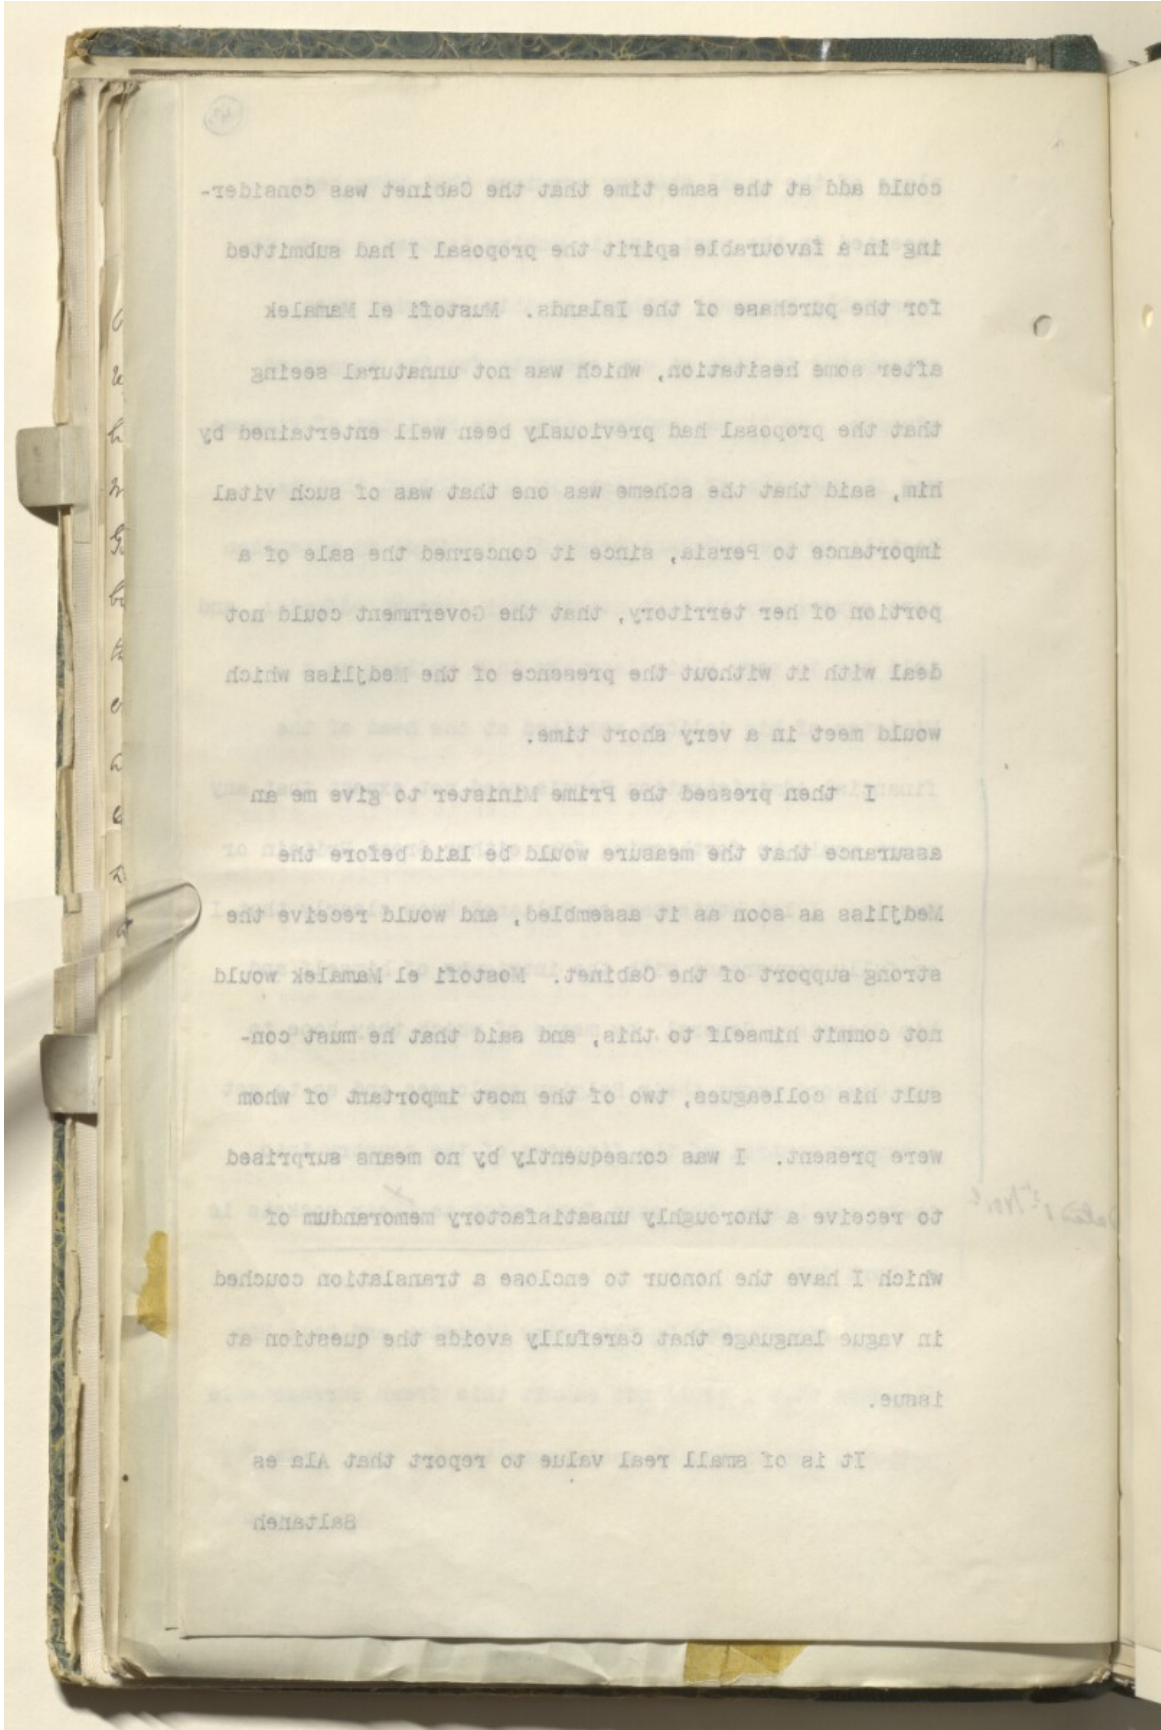 could add at the same time that the Cabinet was consider-
ing in a favourable spirit the proposal I had submitted
for the purchase of the Islands. Mustofi el Mamalek
after some hesitation, which was not unnatural seeing
that the proposal had previously been well entertained by
him, said that the scheme was one that was of such vital
importance to Persia, since it concerned the sale of a
portion of her territory, that the Government could not
deal with it without the presence of the Medjliss which
would meet in a very short time.
I then pressed the Prime Minister to give me an
assurance that the measure would be laid before the
Medjliss as soon as it assembled, and would receive the
strong support of the Cabinet. Mostofi el Mamalek would
not commit himself to this, and said that he must con-
sult his colleagues, two of the most important of whom
were present. I was consequently by no means surprised
to receive a thoroughly unsatisfactory memorandum of
which I have the honour to enclose a translation couched
in vague language that carefully avoids the question at
issue.
It is of small real value to report that Ala es
Saltaneh